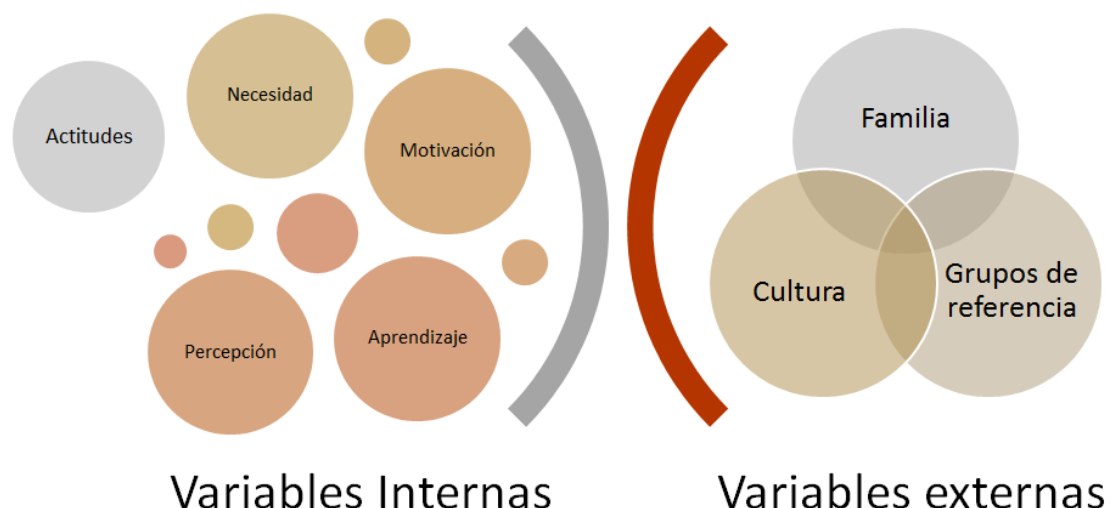 Actitudes
Necesidad
Motivación
Percepción
Aprendizaje
Variables Internas
Familia
Cultura
Grupos de
referencia
Variables externas